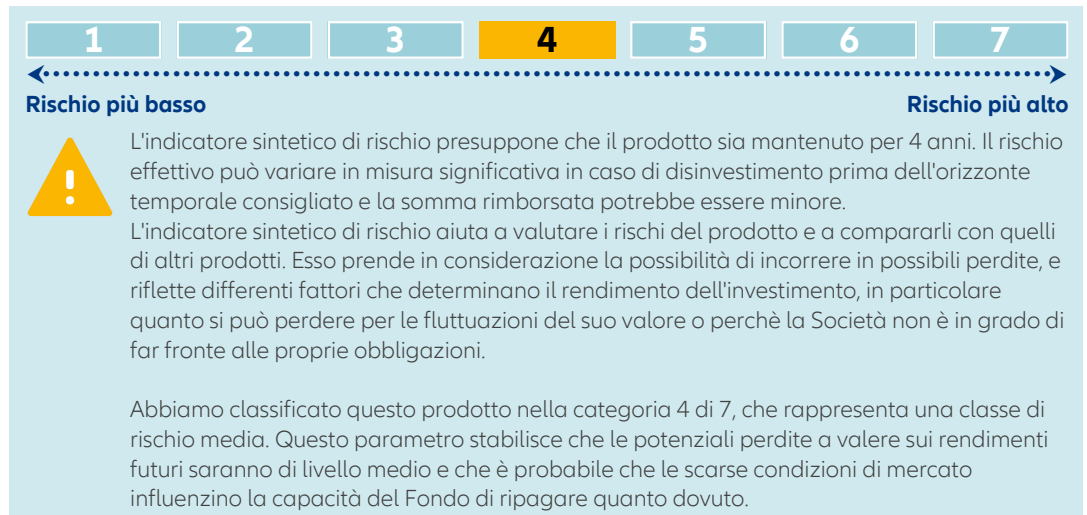 1 2 3 4 5 6 7
Rischio più basso Rischio più alto
L'indicatore sintetico di rischio presuppone che il prodotto sia mantenuto per 4 anni. Il rischio
effettivo può variare in misura significativa in caso di disinvestimento prima dell'orizzonte
temporale consigliato e la somma rimborsata potrebbe essere minore.
L'indicatore sintetico di rischio aiuta a valutare i rischi del prodotto e a compararli con quelli
di altri prodotti. Esso prende in considerazione la possibilità di incorrere in possibili perdite, e
riflette differenti fattori che determinano il rendimento dell'investimento, in particolare
quanto si può perdere per le fluttuazioni del suo valore o perchè la Società non è in grado di
far fronte alle proprie obbligazioni.
Abbiamo classificato questo prodotto nella categoria 4 di 7, che rappresenta una classe di
rischio media. Questo parametro stabilisce che le potenziali perdite a valere sui rendimenti
futuri saranno di livello medio e che è probabile che le scarse condizioni di mercato
influenzino la capacità del Fondo di ripagare quanto dovuto.